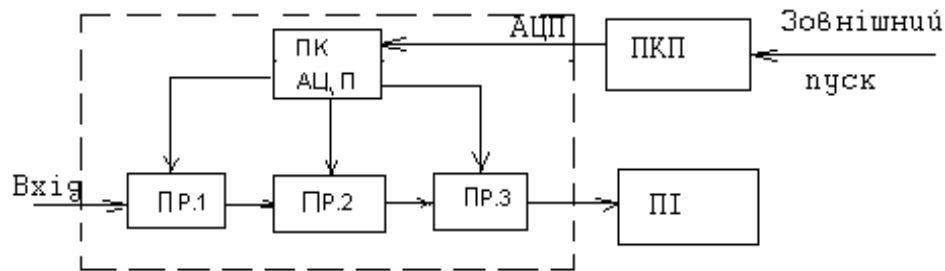 АЦП
Зовнішний
ПК
АЦ,П
ПКП
пуск
Вхід
ПР.1
ПР.2
ПР.3
ПІ